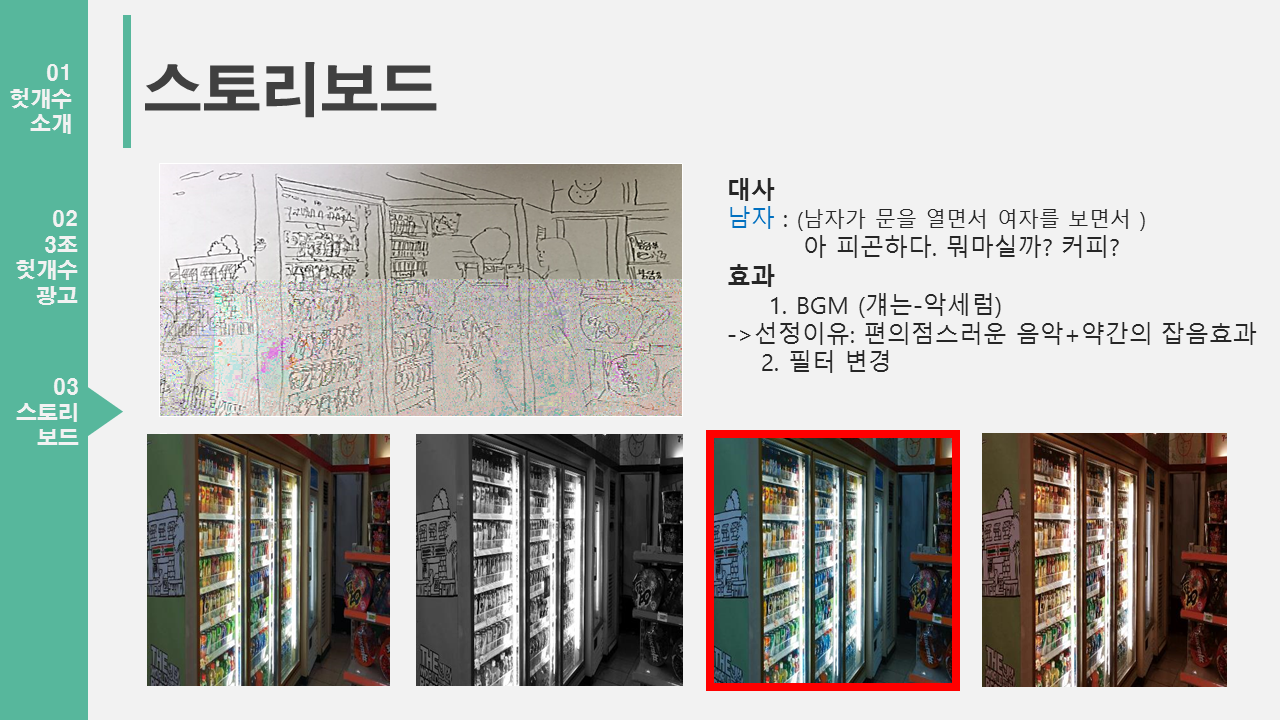 01
헛개수
소개
02
3조
헛개수
광고
03
스토리
보드
스토리보드
대사
남자 : (남자가 문을 열면서 여자를 보면서 )
아 피곤하다. 뭐마실까? 커피?
효과
1. BGM (걔는-악세럼)
->선정이유: 편의점스러운 음악+약간의 잡음효과
2. 필터 변경
THE
THE
THE
THE